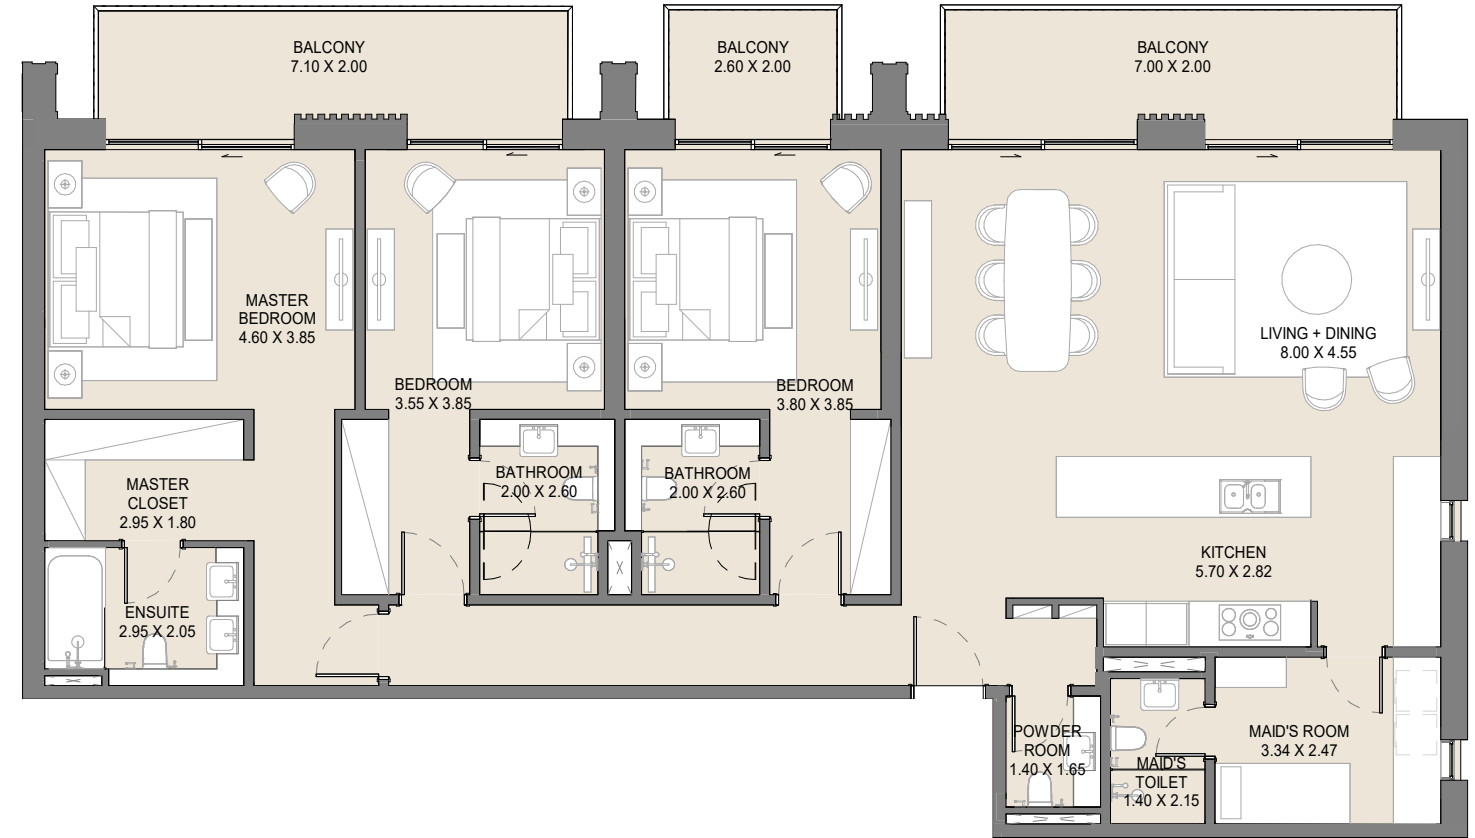 BALCONY
7.10 X 2.00
BALCONY
2.60 X 2.00
BALCONY
7.00 X 2.00
MASTER
BEDROOM
4.60 X 3.85
BEDROOM
3.55 X 3.85
BEDROOM
3.80 X 3.85
LIVING + DINING
8.00 X 4.55
MASTER
CLOSET
2.95 X 1.80
BATHROOM
2.00 X 2.60
BATHROOM
2.00 X 2.60
KITCHEN
5.70 X 2.82
ENSUITE
2.95 X 2.05
POWDER
ROOM
1.40 X 1.65
MAID'S
TOILET
1.40 X 2.15
MAID'S ROOM
3.34 X 2.47